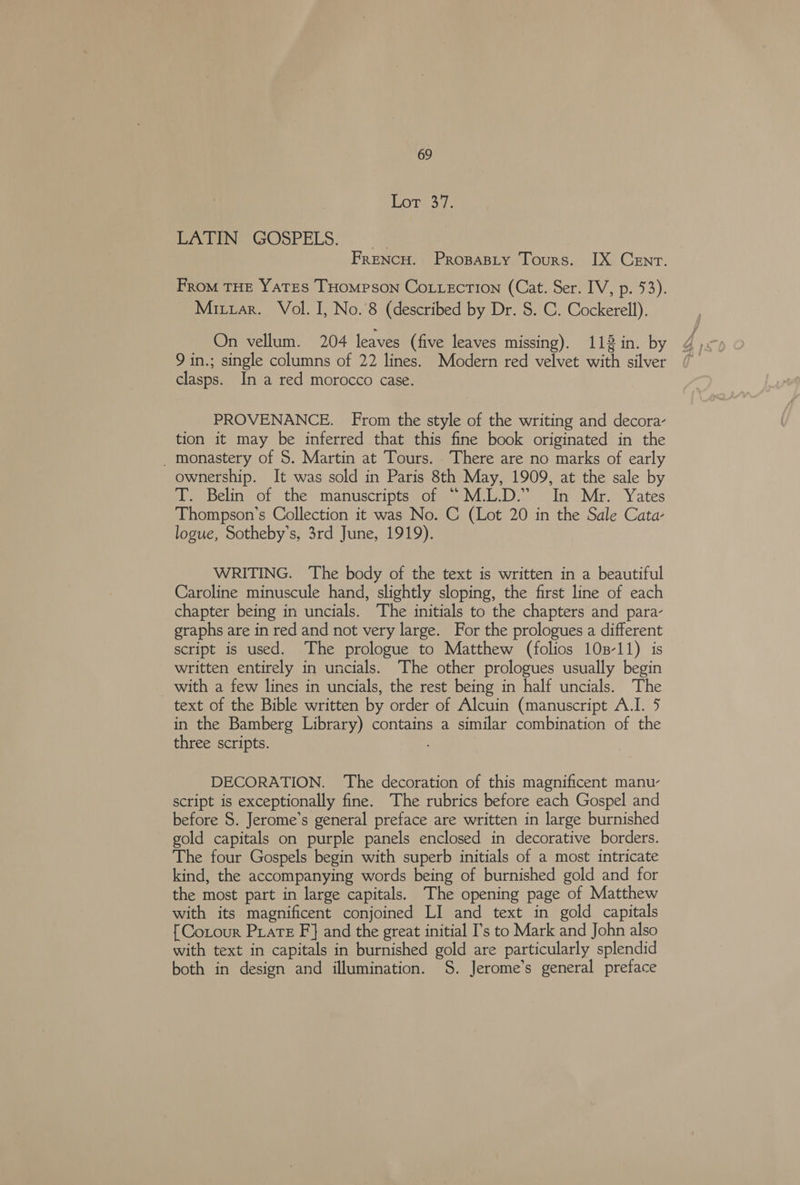 69
Lot 37.
LATIN GOSPELS.
French. Probably Tours. IX Cent.
From the Yates Thompson Collection (Cat. Ser. IV, p. 53).
Millar. Vol. I, No. 8 (described by Dr. S. C. Cockerell).
On vellum. 204 leaves (five leaves missing). 11⅜ in. by
9 in.; single columns of 22 lines. Modern red velvet with silver
clasps. In a red morocco case.
PROVENANCE. From the style of the writing and decora-
tion it may be inferred that this fine book originated in the
monastery of S. Martin at Tours. There are no marks of early
ownership. It was sold in Paris 8th May, 1909, at the sale by
T. Belin of the manuscripts of “M.L.D.” In Mr. Yates
Thompson's Collection it was No. C (Lot 20 in the Sale Cata-
logue, Sotheby's, 3rd June, 1919).
WRITING. The body of the text is written in a beautiful
Caroline minuscule hand, slightly sloping, the first line of each
chapter being in uncials. The initials to the chapters and para-
graphs are in red and not very large. For the prologues a different
script is used. The prologue to Matthew (folios 10b-11) is
written entirely in uncials. The other prologues usually begin
with a few lines in uncials, the rest being in half uncials. The
text of the Bible written by order of Alcuin (manuscript A.I. 5
in the Bamberg Library) contains a similar combination of the
three scripts.
DECORATION. The decoration of this magnificent manu-
script is exceptionally fine. The rubrics before each Gospel and
before S. Jerome's general preface are written in large burnished
gold capitals on purple panels enclosed in decorative borders.
The four Gospels begin with superb initials of a most intricate
kind, the accompanying words being of burnished gold and for
the most part in large capitals. The opening page of Matthew
with its magnificent conjoined LI and text in gold capitals
[Colour Plate F] and the great initial I's to Mark and John also
with text in capitals in burnished gold are particularly splendid
both in design and illumination. S. Jerome's general preface